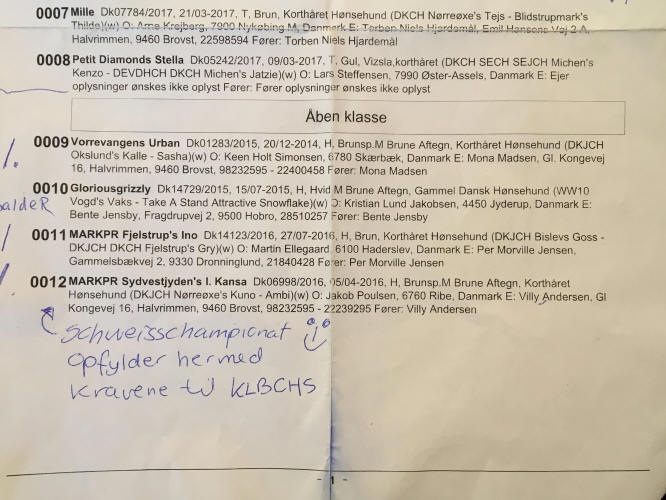 0007 Mille Dk07784/2017, 21/03-2017, T, Brun, Korthåret Hønsehund (DKCH Nørreøxe's Tejs - Blidstrupmark's
Thilde)(w) O: Arne Krejberg, 7900 Nykøbing M, Danmark E: Torben Niels Hjardemål, Emil Hansens Vej 2 A,
Halvrimmen, 9460 Brovst, 22598594 Fører: Torben Niels Hjardemål
0008 Petit Diamonds Stella Dk05242/2017, 09/03-2017, T, Gul, Vizsla,korthåret (DKCH SECH SEJCH Michen's
Kenzo - DEVDHCH DKCH Michen's Jatzie)(w) O: Lars Steffensen, 7990 Øster-Assels, Danmark E: Ejer
oplysninger ønskes ikke oplyst Fører: Fører oplysninger ønskes ikke oplyst
Åben klasse
0009 Vorrevangens Urban Dk01283/2015, 20/12-2014, H, Brunsp.M Brune Aftegn, Korthåret Hønsehund (DKJCH
Okslund's Kalle - Sasha)(w) O: Keen Holt Simonsen, 6780 Skærbæk, Danmark E: Mona Madsen, Gl. Kongevej
16, Halvrimmen, 9460 Brovst, 98232595 - 22400458 Fører: Mona Madsen
0010 Gloriousgrizzly Dk14729/2015, 15/07-2015, H, Hvid M Brune Aftegn, Gammel Dansk Hønsehund (WW10
Vogd's Vaks - Take A Stand Attractive Snowflake)(w) O: Kristian Lund Jakobsen, 4450 Jyderup, Danmark E:
Bente Jensby, Fragdrupvej 2, 9500 Hobro, 28510257 Fører: Bente Jensby
0011 MARKPR Fjelstrup's Ino Dk14123/2016, 27/07-2016, H, Brun, Korthåret Hønsehund (DKJCH Bislevs Goss -
DKJCH DKCH Fjelstrup's Gry)(w) O: Martin Ellegaard, 6100 Haderslev, Danmark E: Per Morville Jensen,
Gammelsbækvej 2, 9330 Dronninglund, 21840428 Fører: Per Morville Jensen
0012 MARKPR Sydvestjyden's I. Kansa Dk06998/2016, 05/04-2016, H, Brunsp.M Brune Aftegn, Korthåret
Hønsehund (DKJCH Nørreøxe's Kuno - Ambi)(w) O: Jakob Poulsen, 6760 Ribe, Danmark E: Villy Andersen, Gl
Kongevej 16, Halvrimmen, 9460 Brovst, 98232595 - 22239295 Fører: Villy Andersen
Schweisschampionat
opfylder hermed
kravene til KLBCHS
- 1 -